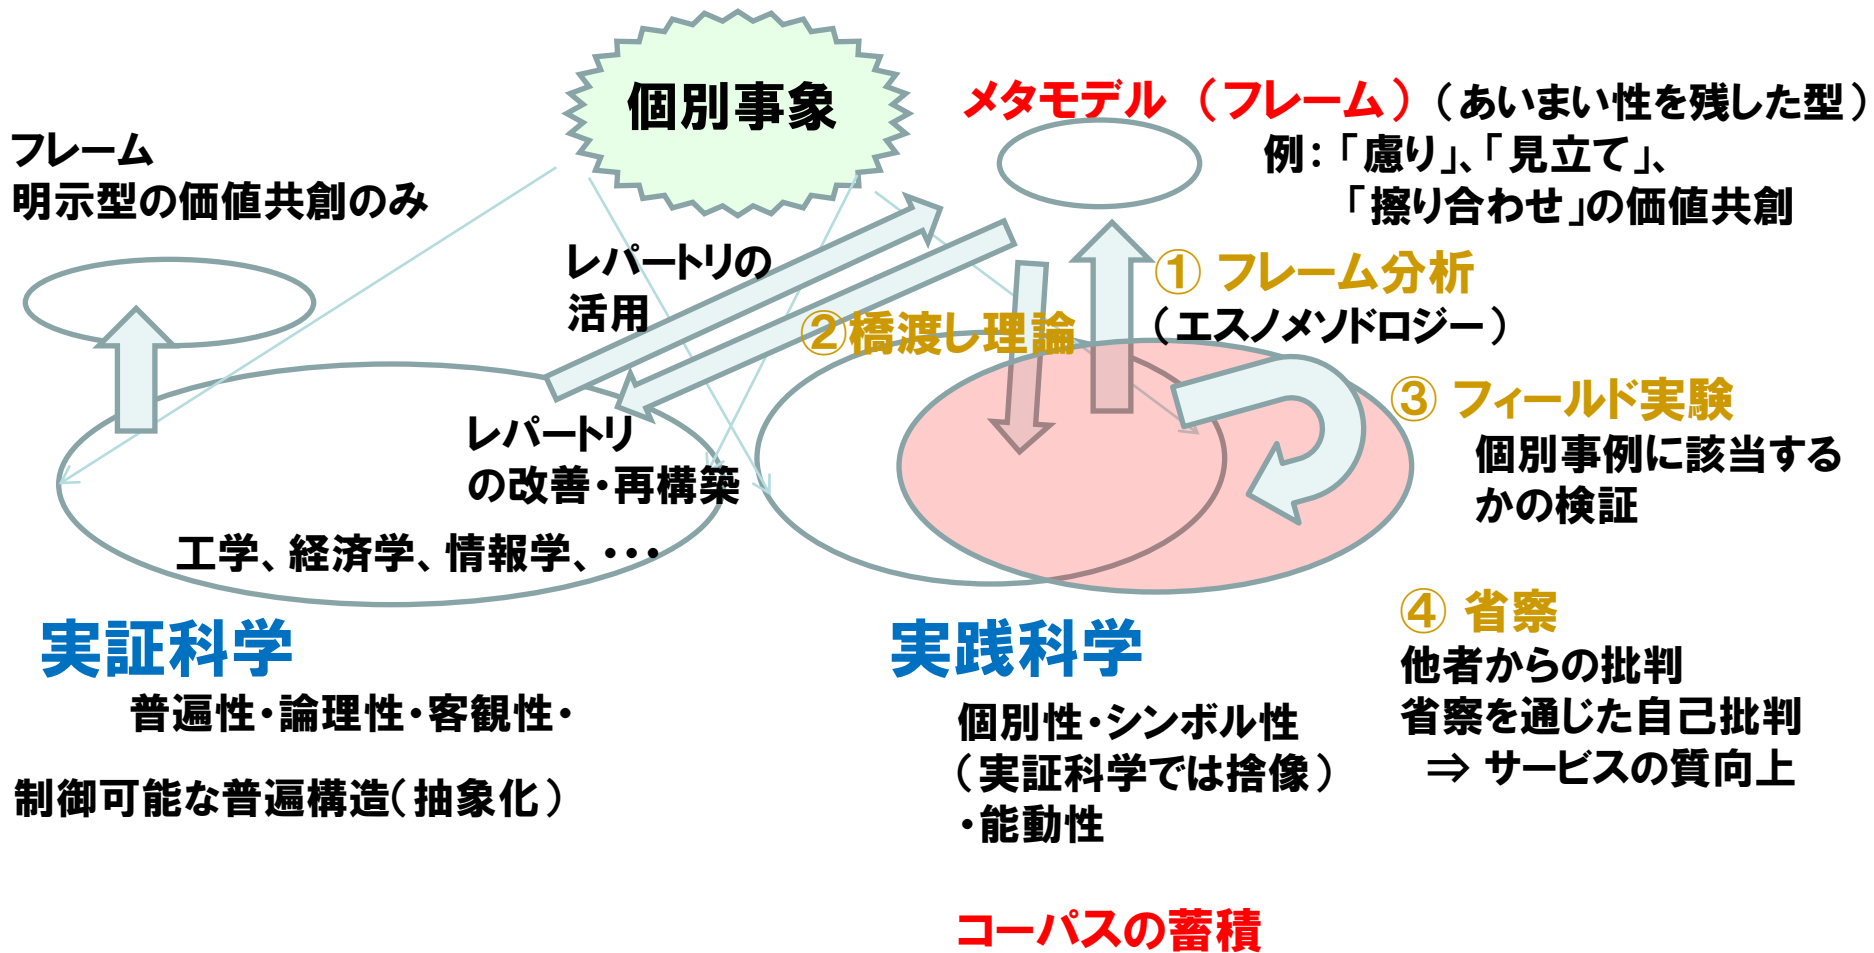 個別事象
フレーム
明示型の価値共創のみ
メタモデル（フレーム）（あいまい性を残した型）
例：「慮り」、「見立て」、
「擦り合わせ」の価値共創
レパートリの
活用
① フレーム分析
（エスノメソドロジー）
②橋渡し理論
③ フィールド実験
個別事例に該当する
かの検証
レパートリ
の改善・再構築
工学、経済学、情報学、・・・
実証科学
普遍性・論理性・客観性・
制御可能な普遍構造（抽象化）
実践科学
個別性・シンボル性
（実証科学では捨像）
・能動性
コーパスの蓄積
④ 省察
他者からの批判
省察を通じた自己批判
⇒ サービスの質向上